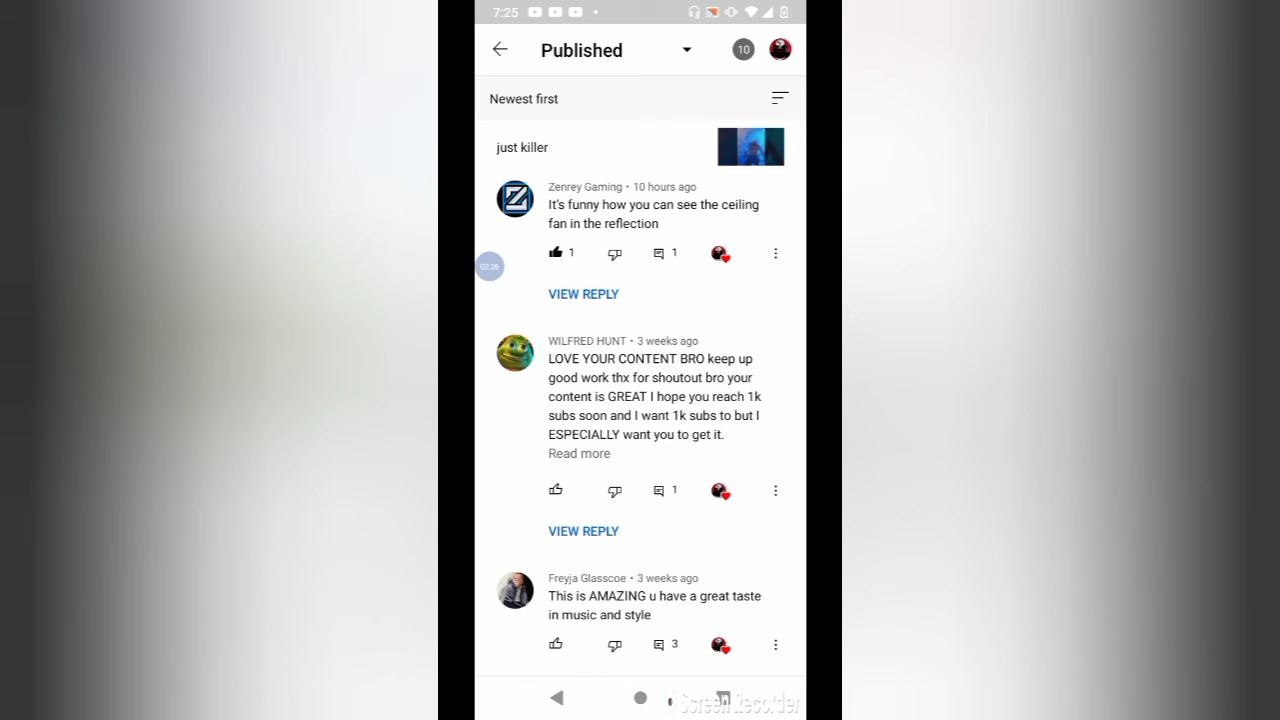 7:25
Published
10
Newest first
just killer
Zenrey Gaming • 10 hours ago
It's funny how you can see the ceiling
fan in the reflection
1
1
VIEW REPLY
02:36
WILFRED HUNT • 3 weeks ago
LOVE YOUR CONTENT BRO keep up
good work thx for shoutout bro your
content is GREAT I hope you reach 1k
subs soon and I want 1k subs to but I
ESPECIALLY want you to get it.
Read more
1
VIEW REPLY
Freyja Glasscoe • 3 weeks ago
This is AMAZING u have a great taste
in music and style
3
Screen Recorder